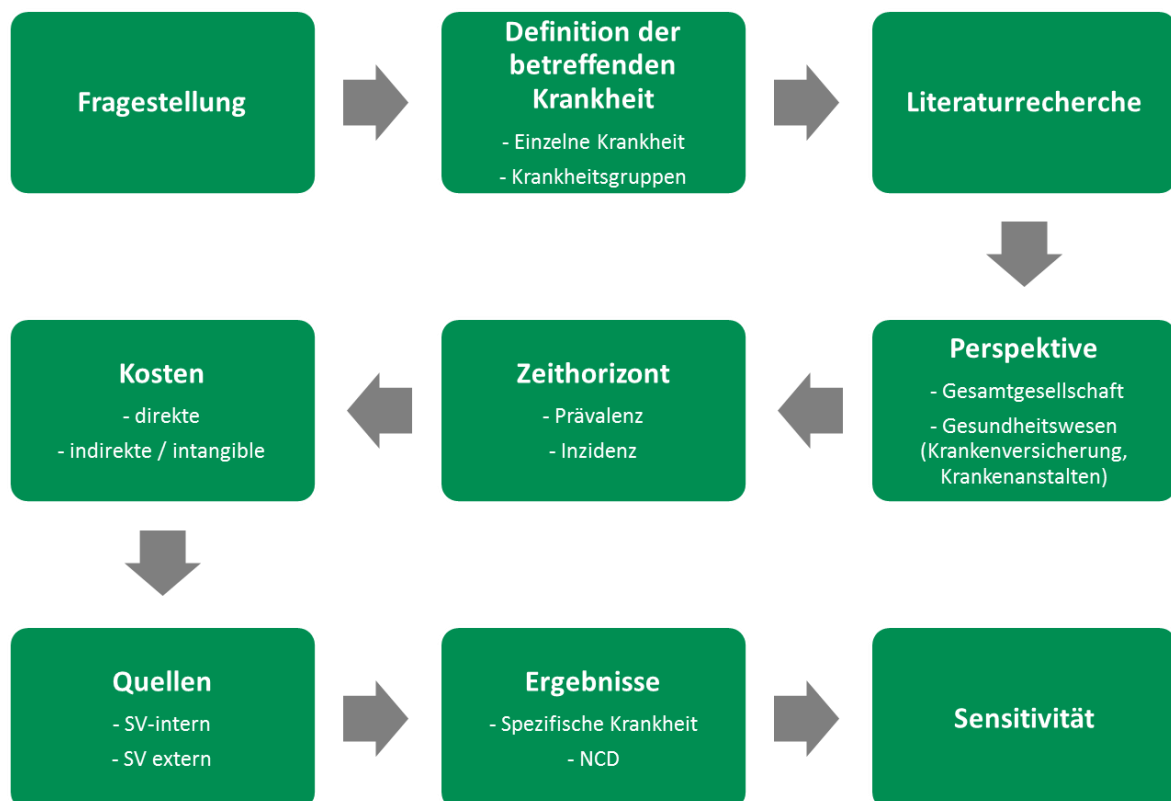 Fragestellung
Definition der
betreffenden
Krankheit
- Einzelne Krankheit
- Krankheitsgruppen
Literaturrecherche
Perspektive
- Gesamtgesellschaft
- Gesundheitswesen
(Krankenversicherung,
Krankenanstalten)
Zeithorizont
- Prävalenz
- Inzidenz
Kosten
- direkte
- indirekte / intangible
Quellen
- SV-intern
- SV extern
Ergebnisse
- Spezifische Krankheit
- NCD
Sensitivität